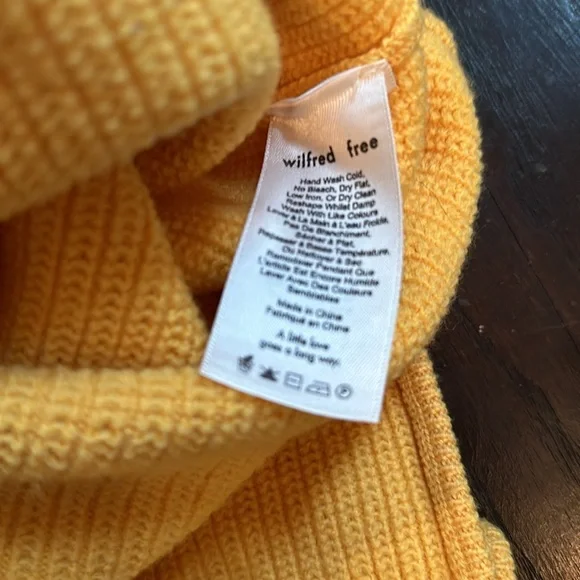 wilfred free
Hand Wash Cold,
No Bleach, Dry Flat,
Low Iron, Or Dry Clean
Reshape Whilst Damp
Wash With Like Colours
Laver À La Main À L'eau Froide,
Pas De Blanchiment,
Sécher À Plat,
Repasser À Basse Température,
Ou Nettoyer À Sec
Remodeler Pendant Que
L'article Est Encore Humide
Laver Avec Des Couleurs
Semblables
Made in China
Fabriqué en Chine
A little love
goes a long way.